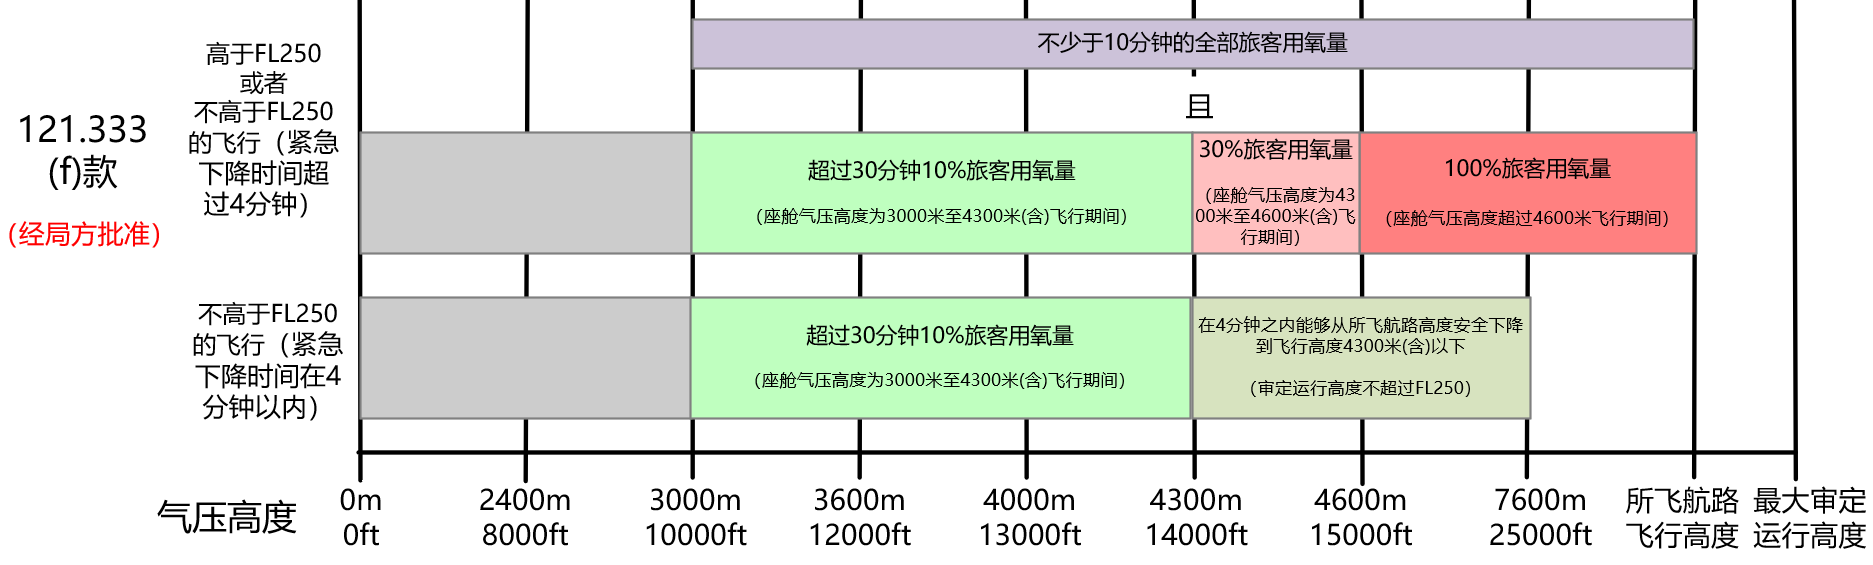 不少于10分钟的全部旅客用氧量
高于FL250
或者
不高于FL250
的飞行（紧急
下降时间超
过4分钟）
且
121.333
(f)款
（经局方批准）
超过30分钟10%旅客用氧量
（座舱气压高度为3000米至4300米(含)飞行期间）
30%旅客用氧量
（座舱气压高度为43
00米至4600米(含)飞
行期间）
100%旅客用氧量
（座舱气压高度超过4600米飞行期间）
不高于FL250
的飞行（紧急
下降时间在4
分钟以内）
超过30分钟10%旅客用氧量
（座舱气压高度为3000米至4300米(含)飞行期间）
在4分钟之内能够从所飞航路高度安全下降
到飞行高度4300米(含)以下
（审定运行高度不超过FL250）
气压高度
0m
0ft
2400m
8000ft
3000m
10000ft
3600m
12000ft
4000m
13000ft
4300m
14000ft
4600m
15000ft
7600m
25000ft
所飞航路
飞行高度
最大审定
运行高度